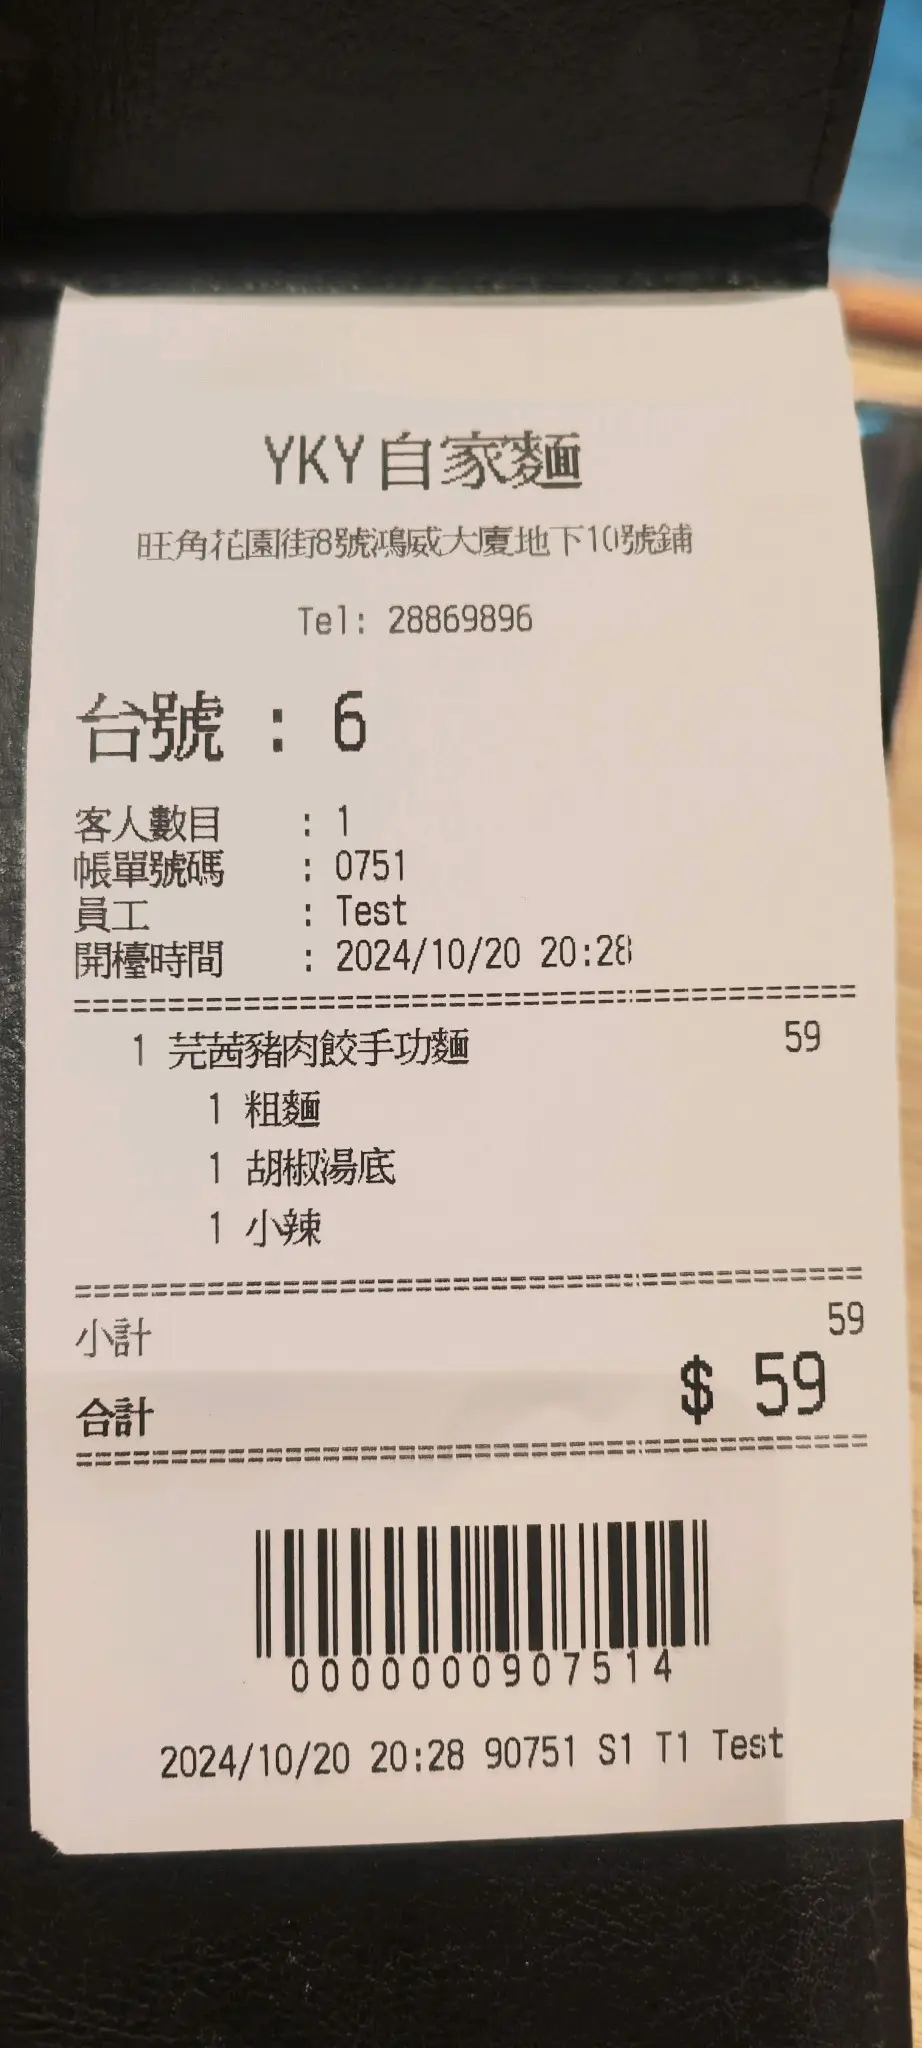 YKY自家麵
旺角花園街8號鴻威大廈地下10號鋪
Tel: 28869896
台號 : 6
客人數目 : 1
帳單號碼 : 0751
員工 : Test
開檯時間 : 2024/10/20 20:28
===========================================
1 芫茜豬肉餃手功麵 59
1 粗麵
1 胡椒湯底
1 小辣
===========================================
小計 59
合計 $ 59
===========================================
0000000907514
2024/10/20 20:28 90751 S1 T1 Test